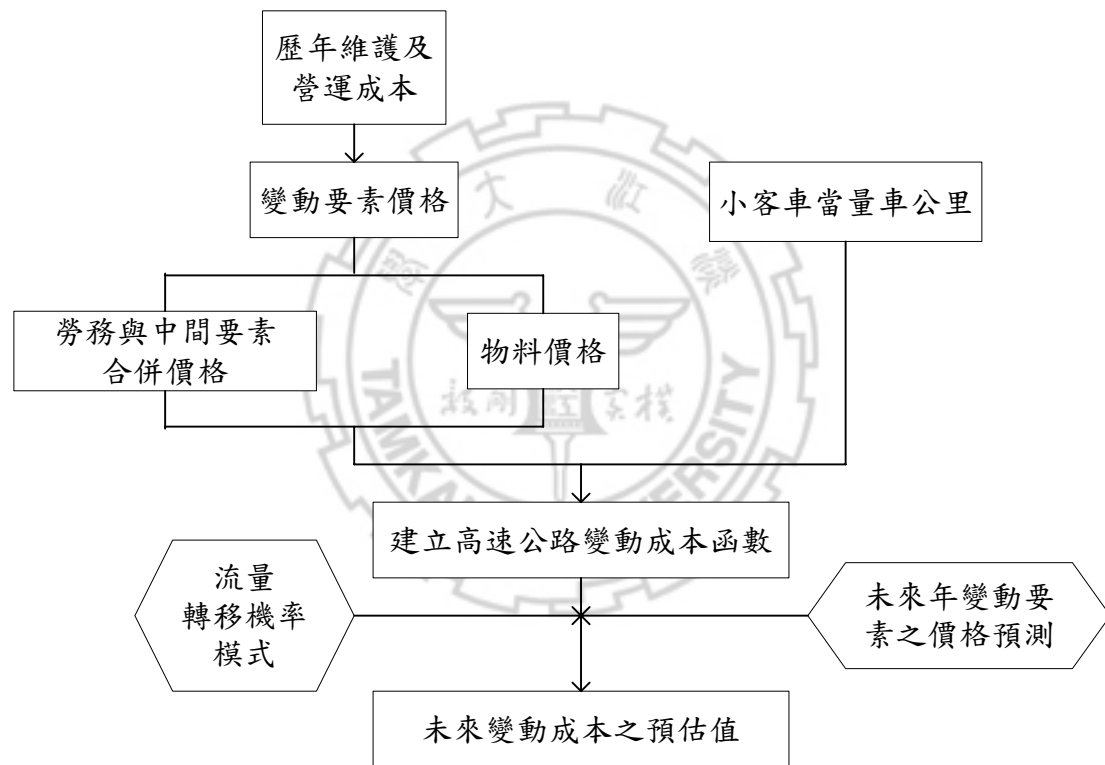 歷年維護及
營運成本
變動要素價格
小客車當量車公里
勞務與中間要素
合併價格
物料價格
建立高速公路變動成本函數
流量
轉移機率
模式
未來年變動要
素之價格預測
未來變動成本之預估值
大 江
TAMKANG UNIVERSITY